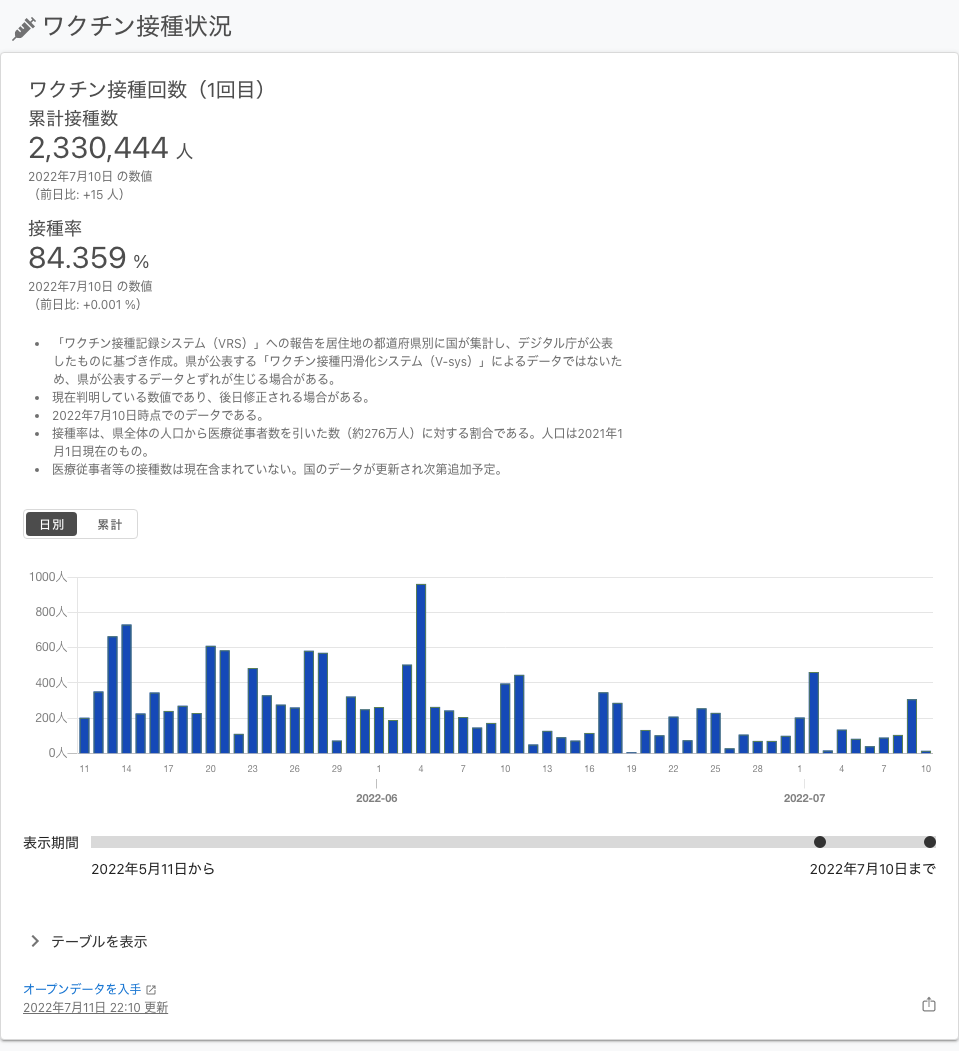 ワクチン接種状況
ワクチン接種回数（1回目）
累計接種数
2,330,444 人
2022年7月10日 の数値
（前日比: +15 人）
接種率
84.359 %
2022年7月10日 の数値
（前日比: +0.001 %）
• 「ワクチン接種記録システム（VRS）」への報告を居住地の都道府県別に国が集計し、デジタル庁が公表
したものに基づき作成。県が公表する「ワクチン接種円滑化システム（V-sys）」によるデータではないた
め、県が公表するデータとずれが生じる場合がある。
• 現在判明している数値であり、後日修正される場合がある。
• 2022年7月10日時点でのデータである。
• 接種率は、県全体の人口から医療従事者数を引いた数（約276万人）に対する割合である。人口は2021年1
月1日現在のもの。
• 医療従事者等の接種数は現在含まれていない。国のデータが更新され次第追加予定。
日別 累計
1000人
800人
600人
400人
200人
0人
11 14 17 20 23 26 29 1 4 7 10 13 16 19 22 25 28 1 4 7 10
2022-06 2022-07
表示期間
2022年5月11日から 2022年7月10日まで
テーブルを表示
オープンデータを入手
2022年7月11日 22:10 更新